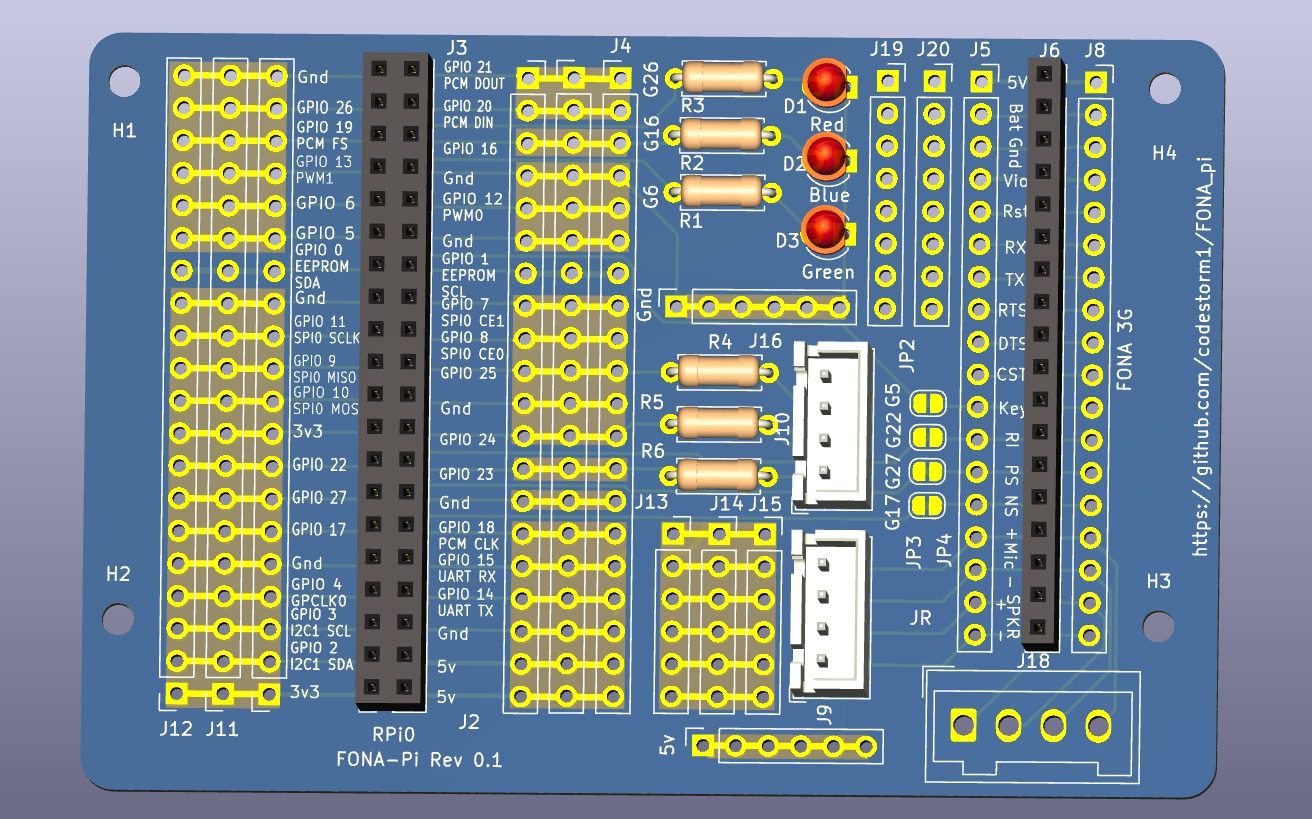 J3
J4
J19
J20
J5
J6
J8
H1
H2
H3
H4
Gnd
GPIO 26
GPIO 19
PCM FS
GPIO 13
PWM1
GPIO 6
GPIO 5
GPIO 0
EEPROM
SDA
Gnd
GPIO 11
SPI0 SCLK
GPIO 9
SPI0 MISO
GPIO 10
SPI0 MOS
3v3
GPIO 22
GPIO 27
GPIO 17
Gnd
GPIO 4
GPCLK0
GPIO 3
I2C1 SCL
GPIO 2
I2C1 SDA
3v3
J12
J11
GPIO 21
PCM DOUT
GPIO 20
PCM DIN
GPIO 16
Gnd
GPIO 12
PWM0
Gnd
GPIO 1
EEPROM
SCL
GPIO 7
SPI0 CE1
GPIO 8
SPI0 CE0
GPIO 25
Gnd
GPIO 24
GPIO 23
Gnd
GPIO 18
PCM CLK
GPIO 15
UART RX
GPIO 14
UART TX
Gnd
5v
5v
J2
RPi0
FONA-Pi Rev 0.1
G26
R3
G16
R2
G6
R1
D1
Red
D2
Blue
D3
Green
Gnd
R4
J16
R5
R6
J10
J13
J14
J15
J9
5v
JP2
G5
G22
G27
G17
JP3
JP4
JR
5V
Bat
Gnd
Vio
Rst
RX
TX
RTS
DTS
CST
Key
RI
PS
NS
+Mic -
+ SPKR -
J18
FONA 3G
https://github.com/codestorm1/FONA_pi